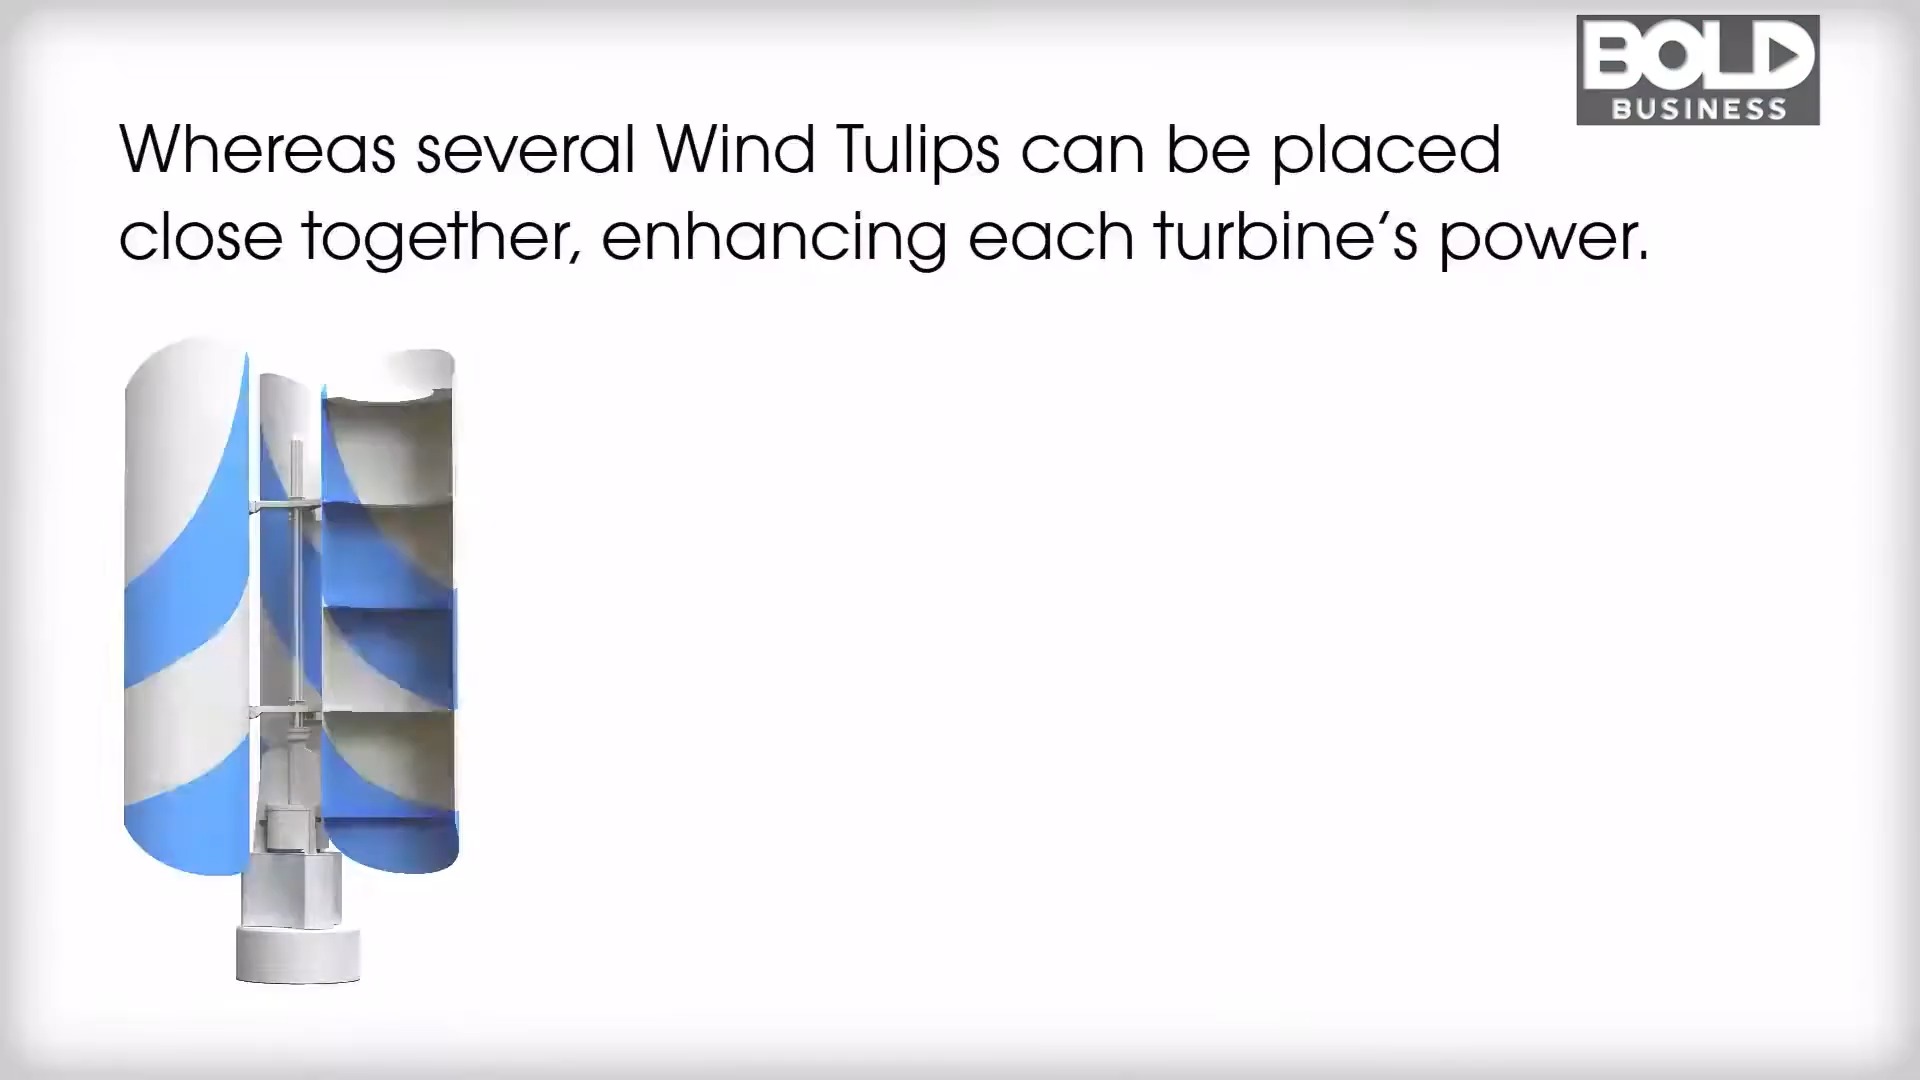 BOLD
BUSINESS
Whereas several Wind Tulips can be placed
close together, enhancing each turbine‘s power.